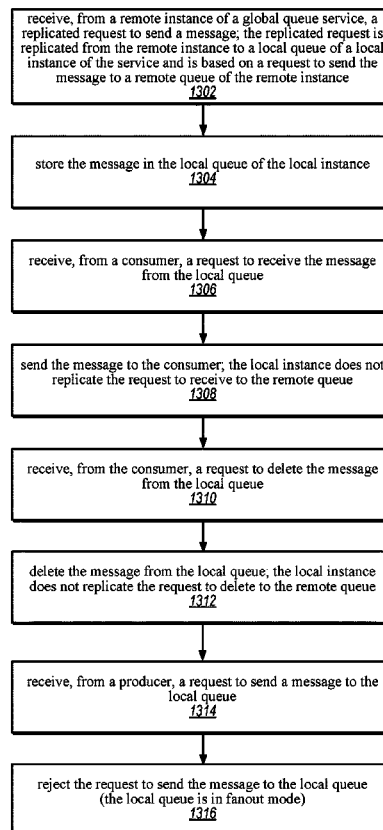 receive, from a remote instance of a global queue service, a
replicated request to send a message; the replicated request is
replicated from the remote instance to a local queue of a local
instance of the service and is based on a request to send the
message to a remote queue of the remote instance
1302
store the message in the local queue of the local instance
1304
receive, from a consumer, a request to receive the message
from the local queue
1306
send the message to the consumer; the local instance does not
replicate the request to receive to the remote queue
1308
receive, from the consumer, a request to delete the message
from the local queue
1310
delete the message from the local queue; the local instance
does not replicate the request to delete to the remote queue
1312
receive, from a producer, a request to send a message to the
local queue
1314
reject the request to send the message to the local queue
(the local queue is in fanout mode)
1316